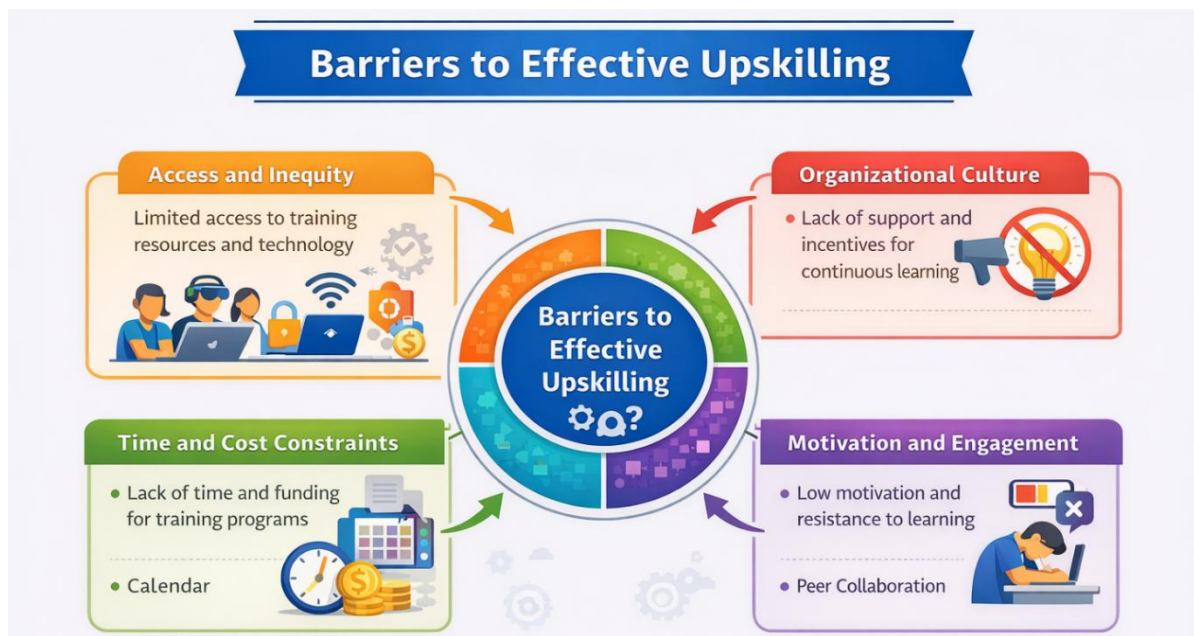 Barriers to Effective Upskilling
Access and Inequity
Limited access to training
resources and technology
Organizational Culture
• Lack of support and
incentives for
continuous learning
Barriers to
Effective
Upskilling
?
Time and Cost Constraints
• Lack of time and funding
for training programs
• Calendar
Motivation and Engagement
• Low motivation and
resistance to learning
• Peer Collaboration